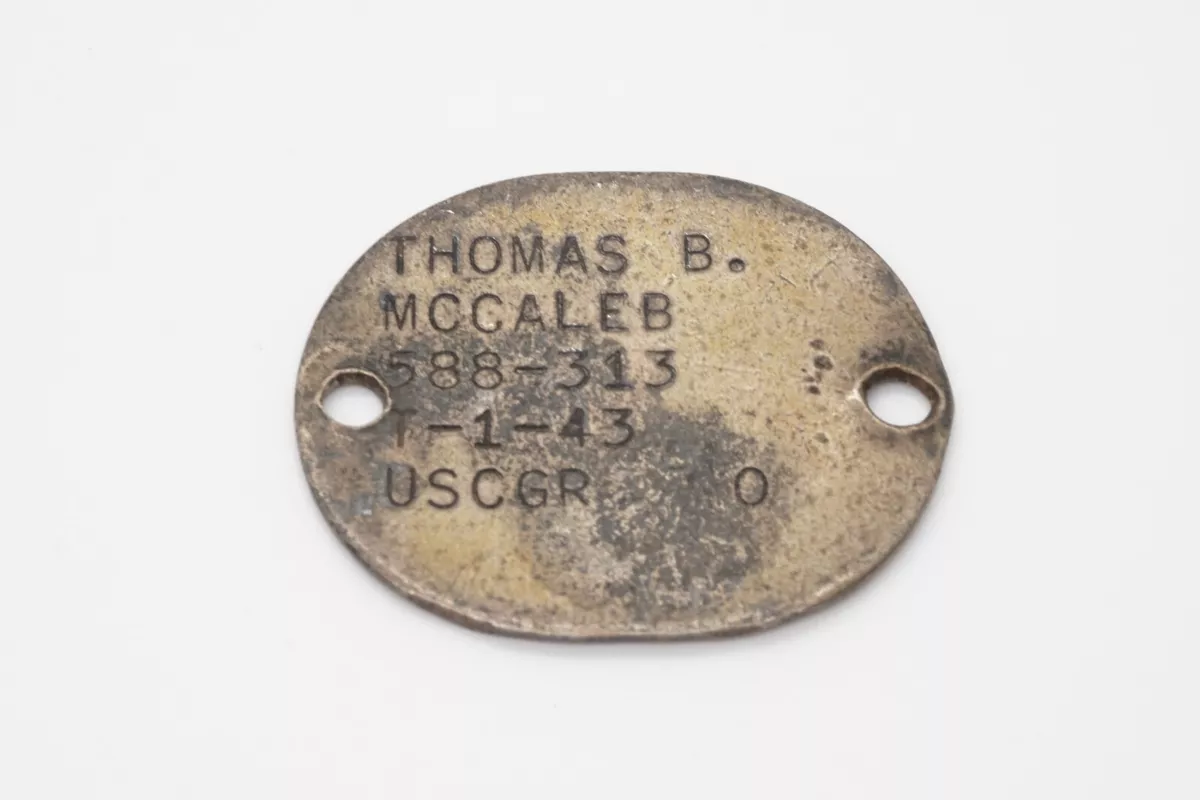 THOMAS B.
MCCALEB
588-313
T-1-43
USCGR O